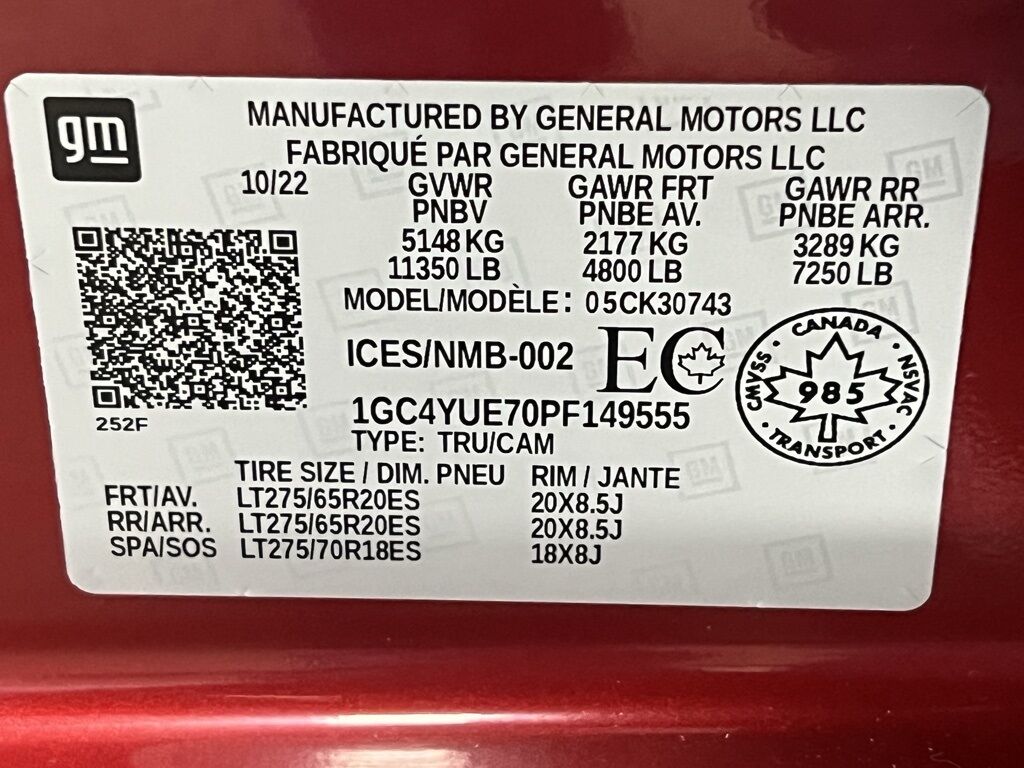 gm
MANUFACTURED BY GENERAL MOTORS LLC
FABRIQUÉ PAR GENERAL MOTORS LLC
10/22 GVWR GAWR FRT GAWR RR
PNBV PNBE AV. PNBE ARR.
5148 KG 2177 KG 3289 KG
11350 LB 4800 LB 7250 LB
MODEL/MODÈLE: 05CK30743
ICES/NMB-002 EC
CANADA
CMVSS · 985 · NSVAC
· TRANSPORT ·
252F
1GC4YUE70PF149555
TYPE: TRU/CAM
TIRE SIZE / DIM. PNEU RIM / JANTE
FRT/AV. LT275/65R20ES 20X8.5J
RR/ARR. LT275/65R20ES 20X8.5J
SPA/SOS LT275/70R18ES 18X8J